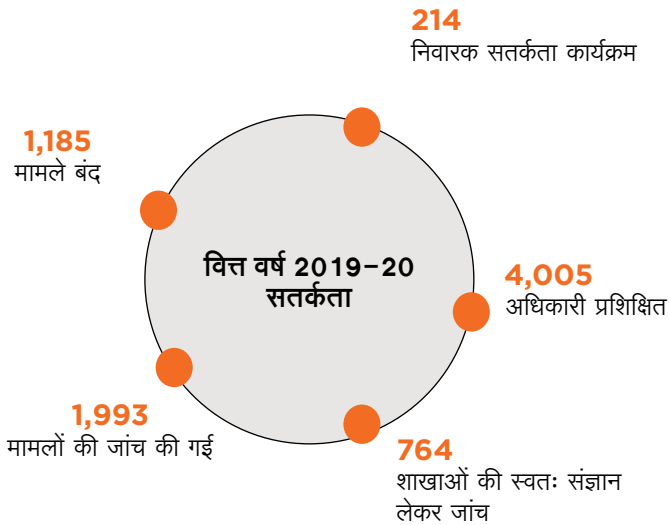 214
निवारक सतर्कता कार्यक्रम
1,185
मामले बंद
वित्त वर्ष 2019-20
सतर्कता
4,005
अधिकारी प्रशिक्षित
1,993
मामलों की जांच की गई
764
शाखाओं की स्वतः संज्ञान
लेकर जांच